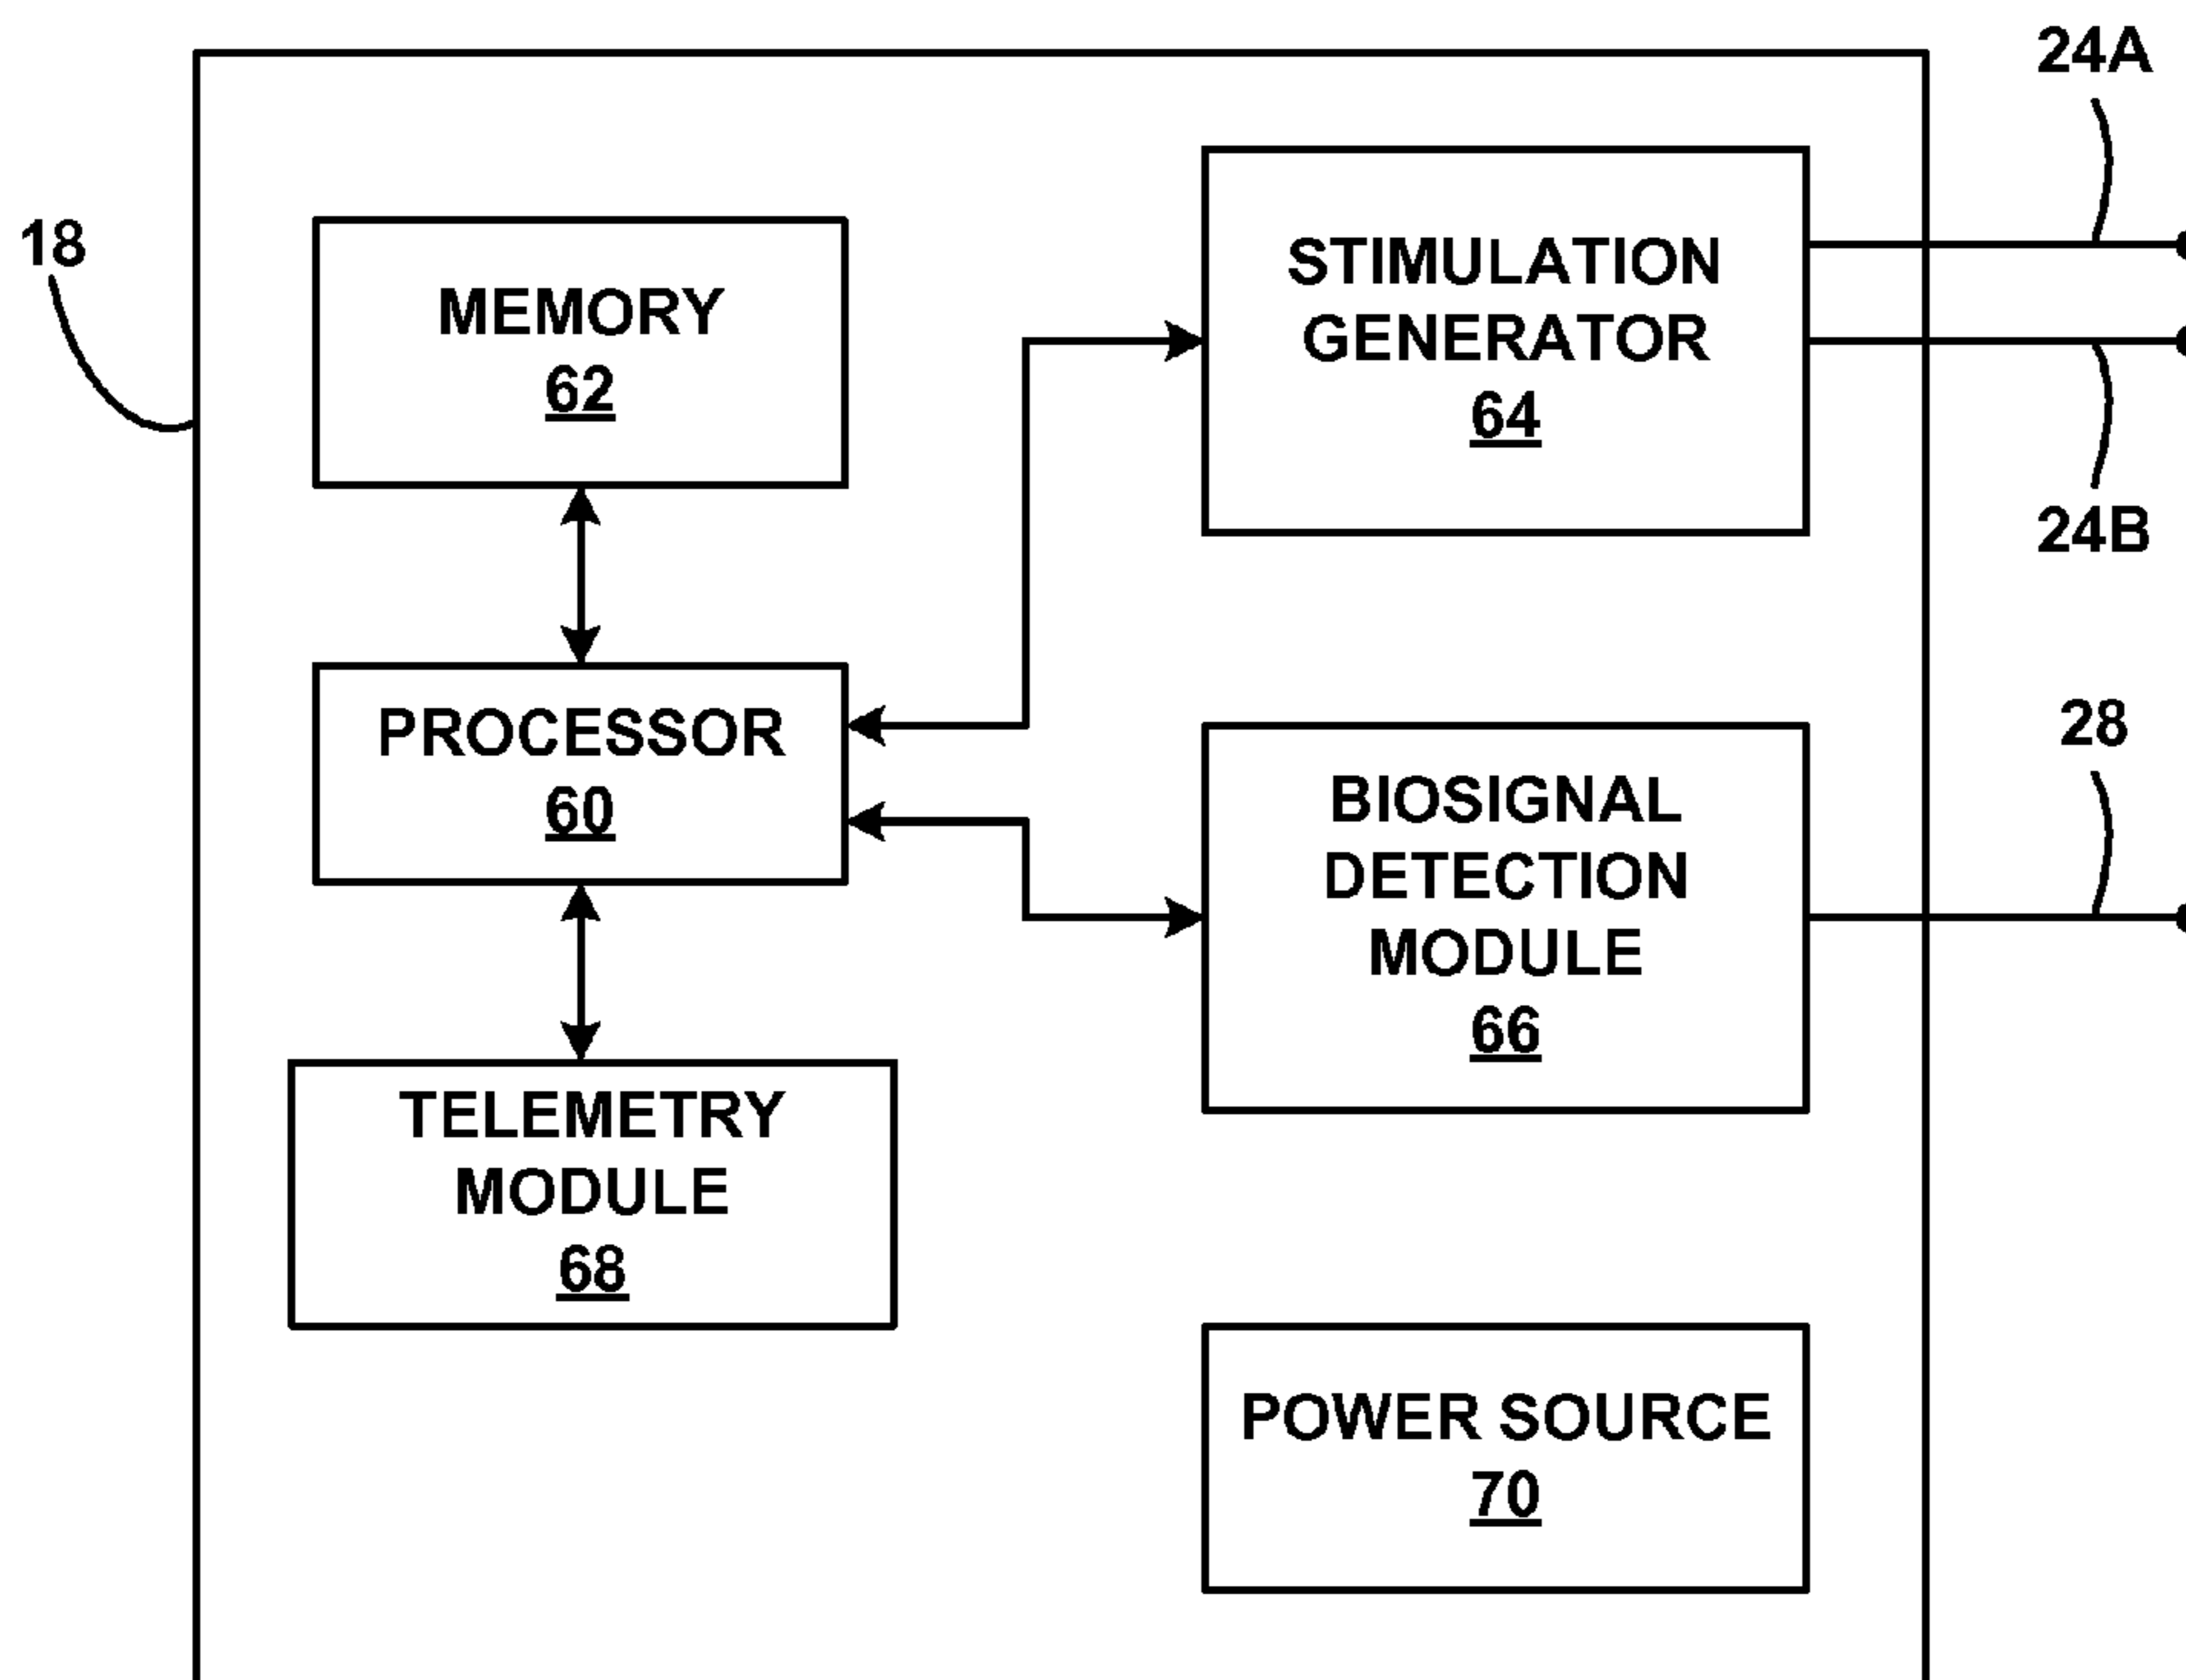 24A
18
MEMORY
62
STIMULATION
GENERATOR
64
24B
PROCESSOR
60
28
BIOSIGNAL
DETECTION
MODULE
66
TELEMETRY
MODULE
68
POWER SOURCE
70